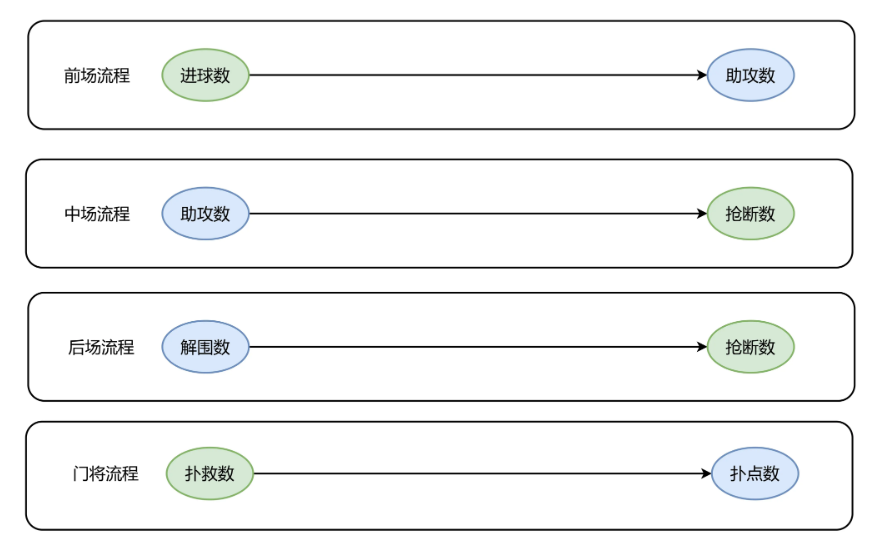 前场流程 进球数 助攻数
中场流程 助攻数 抢断数
后场流程 解围数 抢断数
门将流程 扑救数 扑点数